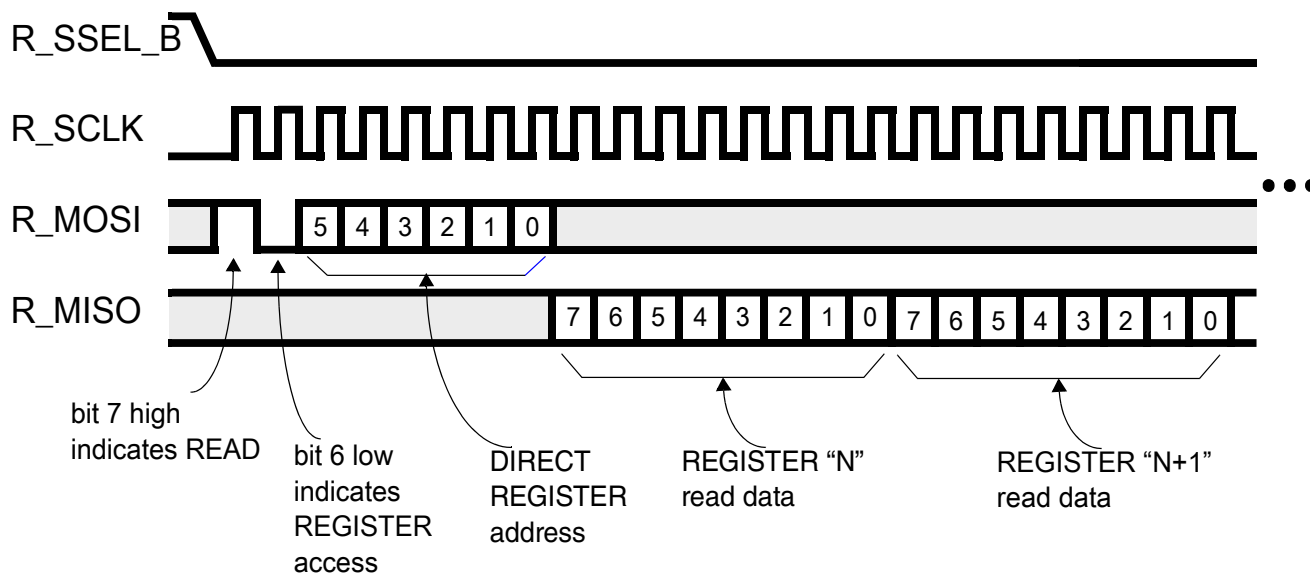 R_SSEL_B
R_SCLK
R_MOSI
5 4 3 2 1 0
R_MISO
7 6 5 4 3 2 1 0 7 6 5 4 3 2 1 0
bit 7 high
indicates READ
bit 6 low
indicates
REGISTER
access
DIRECT
REGISTER
address
REGISTER “N”
read data
REGISTER “N+1”
read data